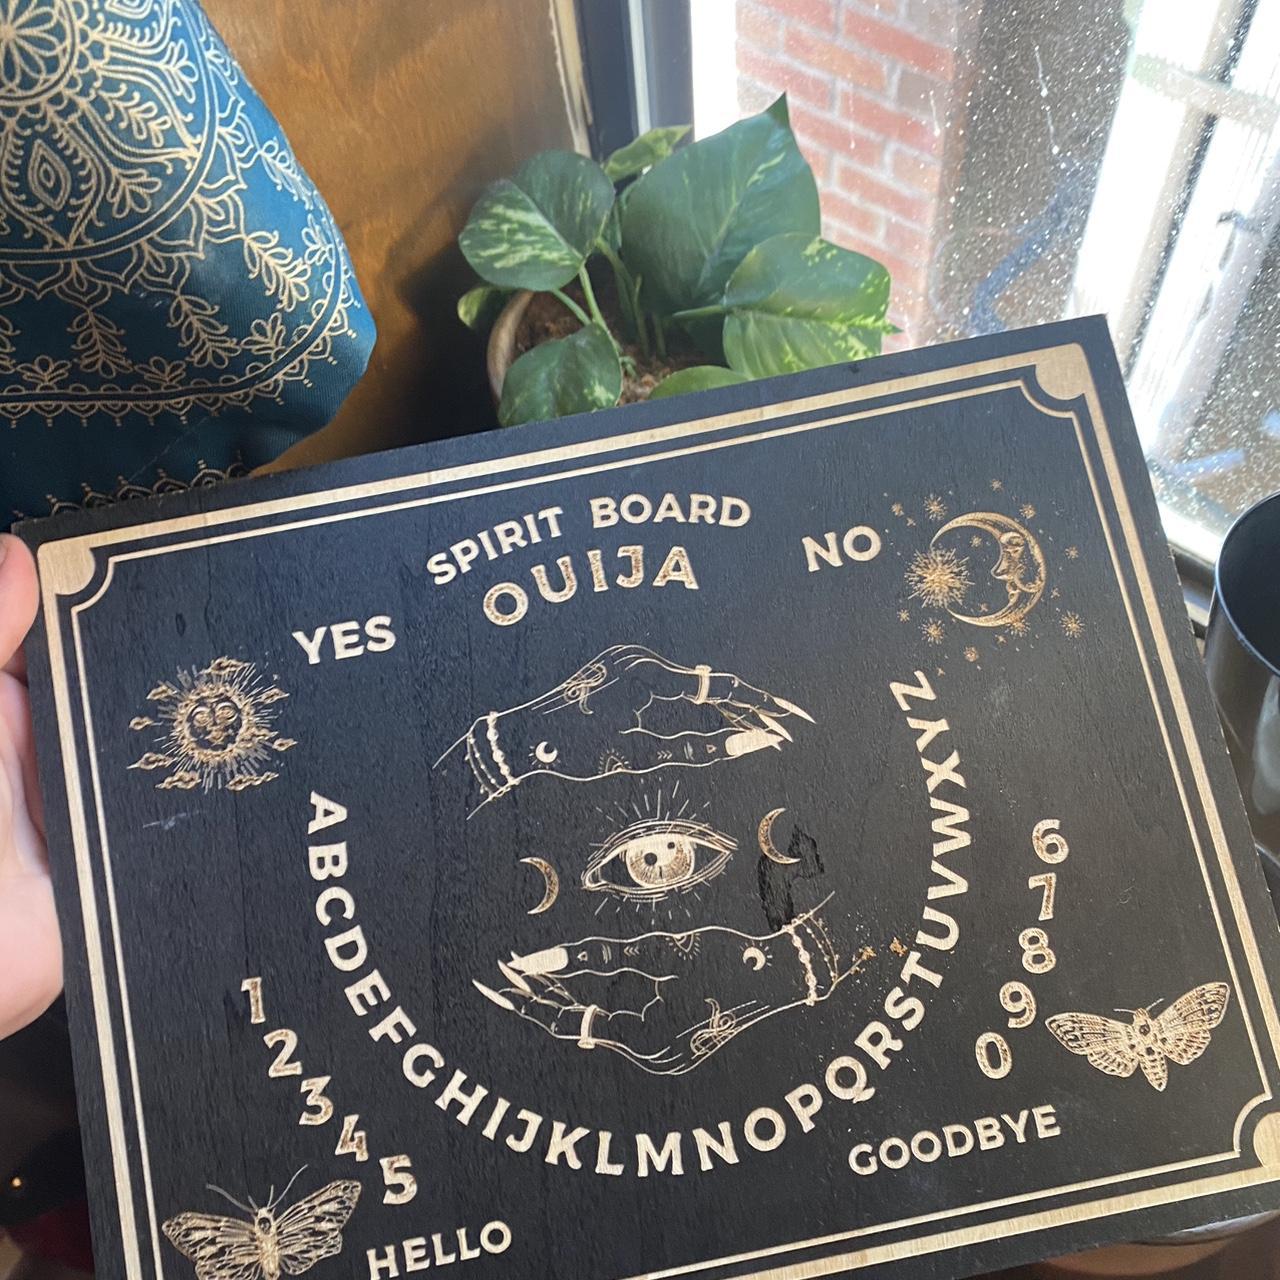 SPIRIT BOARD
OUIJA
YES
NO
ABCDEFGHIJKLMNOPQRSTUVWXYZ
1
2
3
4
5
6
7
8
9
0
HELLO
GOODBYE